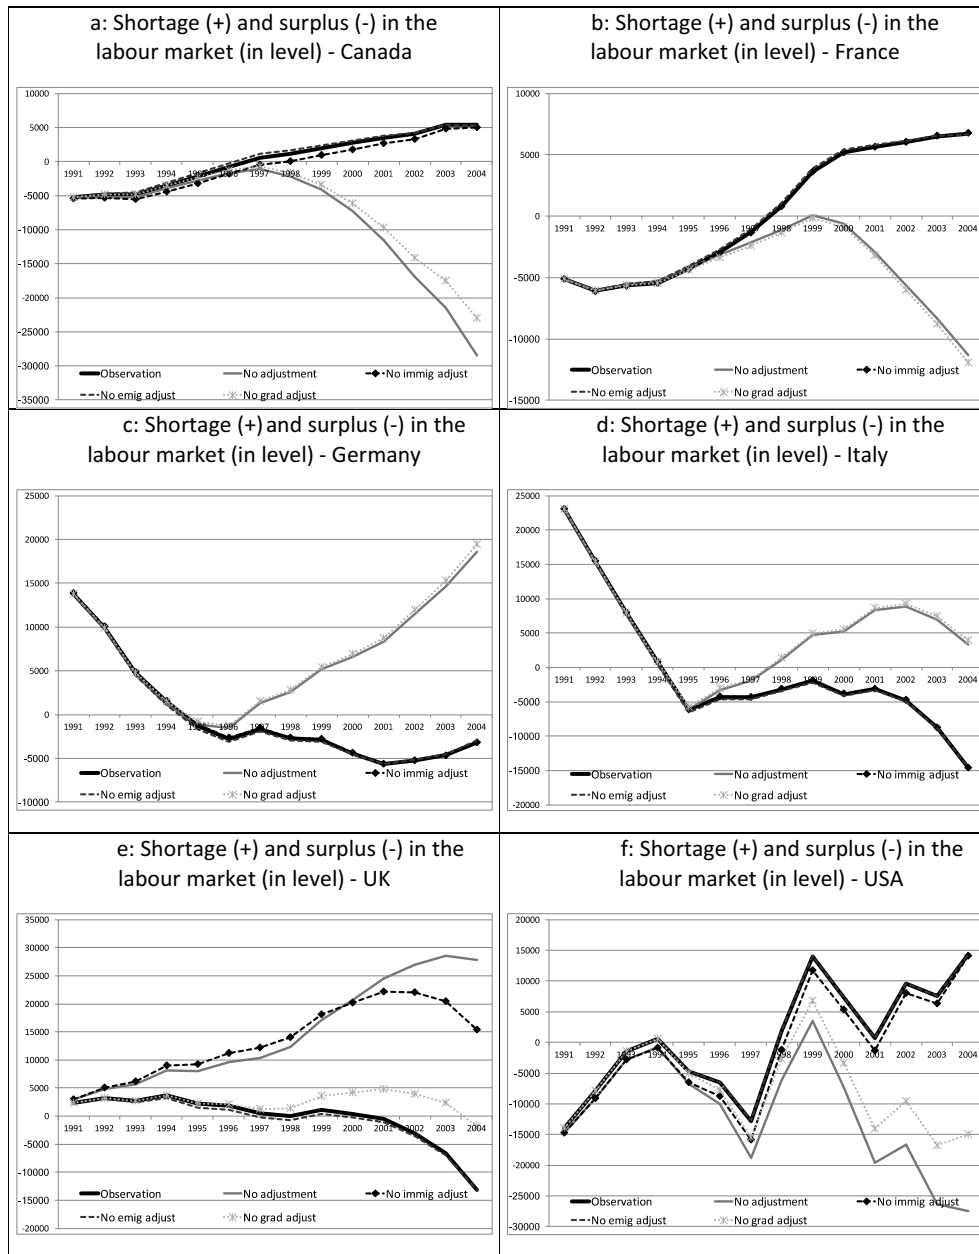 a: Shortage (+) and surplus (-) in the
labour market (in level) - Canada
10000
5000
0
-5000
-10000
-15000
-20000
-25000
-30000
-35000
1991 1992 1993 1994 1995 1996 1997 1998 1999 2000 2001 2002 2003 2004
Observation No adjustment No immig adjust
No emig adjust No grad adjust
b: Shortage (+) and surplus (-) in the
labour market (in level) - France
10000
5000
0
-5000
-10000
-15000
1991 1992 1993 1994 1995 1996 1997 1998 1999 2000 2001 2002 2003 2004
Observation No adjustment No immig adjust
No emig adjust No grad adjust
c: Shortage (+) and surplus (-) in the
labour market (in level) - Germany
25000
20000
15000
10000
5000
0
-5000
-10000
1991 1992 1993 1994 1995 1996 1997 1998 1999 2000 2001 2002 2003 2004
Observation No adjustment No immig adjust
No emig adjust No grad adjust
d: Shortage (+) and surplus (-) in the
labour market (in level) - Italy
25000
20000
15000
10000
5000
0
-5000
-10000
-15000
-20000
1991 1992 1993 1994 1995 1996 1997 1998 1999 2000 2001 2002 2003 2004
Observation No adjustment No immig adjust
No emig adjust No grad adjust
e: Shortage (+) and surplus (-) in the
labour market (in level) - UK
35000
30000
25000
20000
15000
10000
5000
0
-5000
-10000
-15000
-20000
1991 1992 1993 1994 1995 1996 1997 1998 1999 2000 2001 2002 2003 2004
Observation No adjustment No immig adjust
No emig adjust No grad adjust
f: Shortage (+) and surplus (-) in the
labour market (in level) - USA
20000
15000
10000
5000
0
-5000
-10000
-15000
-20000
-25000
-30000
1991 1992 1993 1994 1995 1996 1997 1998 1999 2000 2001 2002 2003 2004
Observation No adjustment No immig adjust
No emig adjust No grad adjust